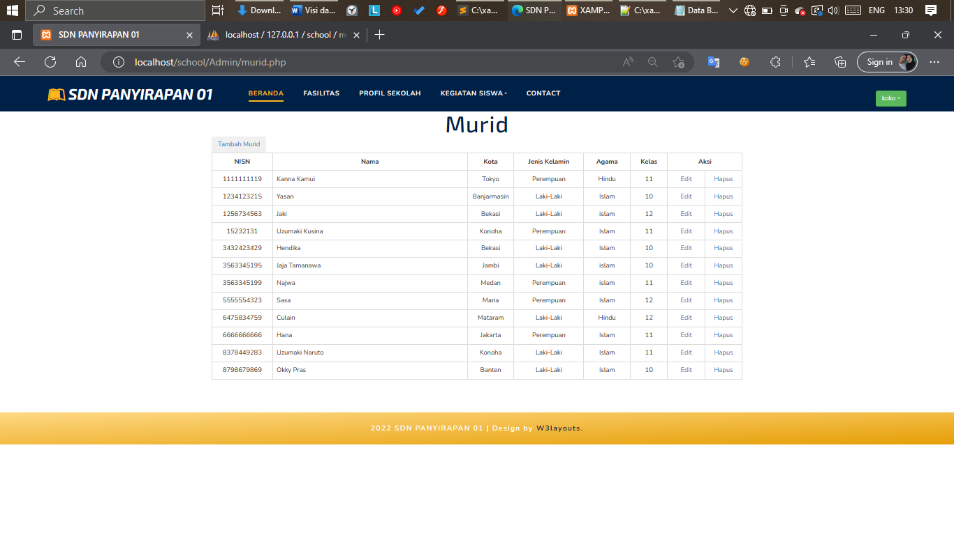 Search
Downl...
Visi da...
C:\xa...
SDN P...
XAMP...
C:\xa...
Data B...
ENG
13:30
SDN PANYIRAPAN 01
localhost / 127.0.0.1 / school / m
localhost/school/Admin/murid.php
Sign in
SDN PANYIRAPAN 01
BERANDA
FASILITAS
PROFIL SEKOLAH
KEGIATAN SISWA
CONTACT
koko
Murid
Tambah Murid
NISN Nama Kota Jenis Kelamin Agama Kelas Aksi
1111111119 Kanna Kamui Tokyo Perempuan Hindu 11 Edit Hapus
1234123215 Yasan Banjarmasin Laki-Laki Islam 10 Edit Hapus
1256734563 Jaki Bekasi Laki-Laki Islam 12 Edit Hapus
15232131 Uzumaki Kusina Konoha Perempuan Islam 11 Edit Hapus
3432423429 Hendika Bekasi Laki-Laki Islam 10 Edit Hapus
3563345195 Jaja Tamanawa Jambi Laki-Laki islam 10 Edit Hapus
3563345199 Najwa Medan Perempuan islam 11 Edit Hapus
5555554323 Sasa Maria Perempuan Islam 12 Edit Hapus
6475834759 Culain Mataram Laki-Laki Hindu 12 Edit Hapus
6666666666 Hana Jakarta Perempuan Islam 11 Edit Hapus
8378449283 Uzumaki Naruto Konoha Laki-Laki Islam 11 Edit Hapus
8798679869 Okky Pras Banten Laki-Laki Islam 10 Edit Hapus
2022 SDN PANYIRAPAN 01 | Design by W3layouts.